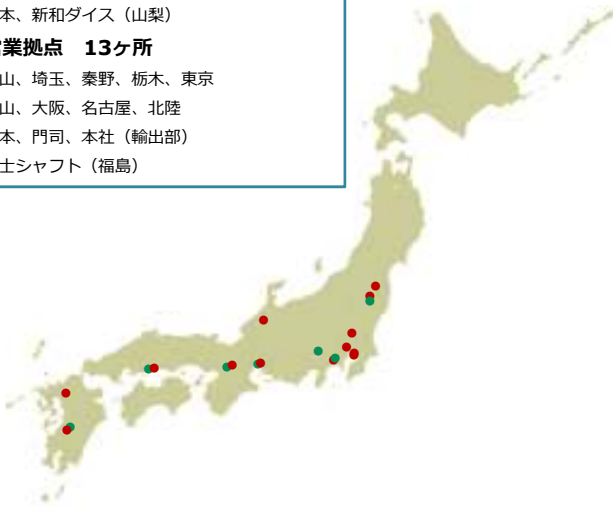 本、新和ダイス（山梨）
業拠点　13ヶ所
山、埼玉、秦野、栃木、東京
山、大阪、名古屋、北陸
本、門司、本社（輸出部）
士シャフト（福島）